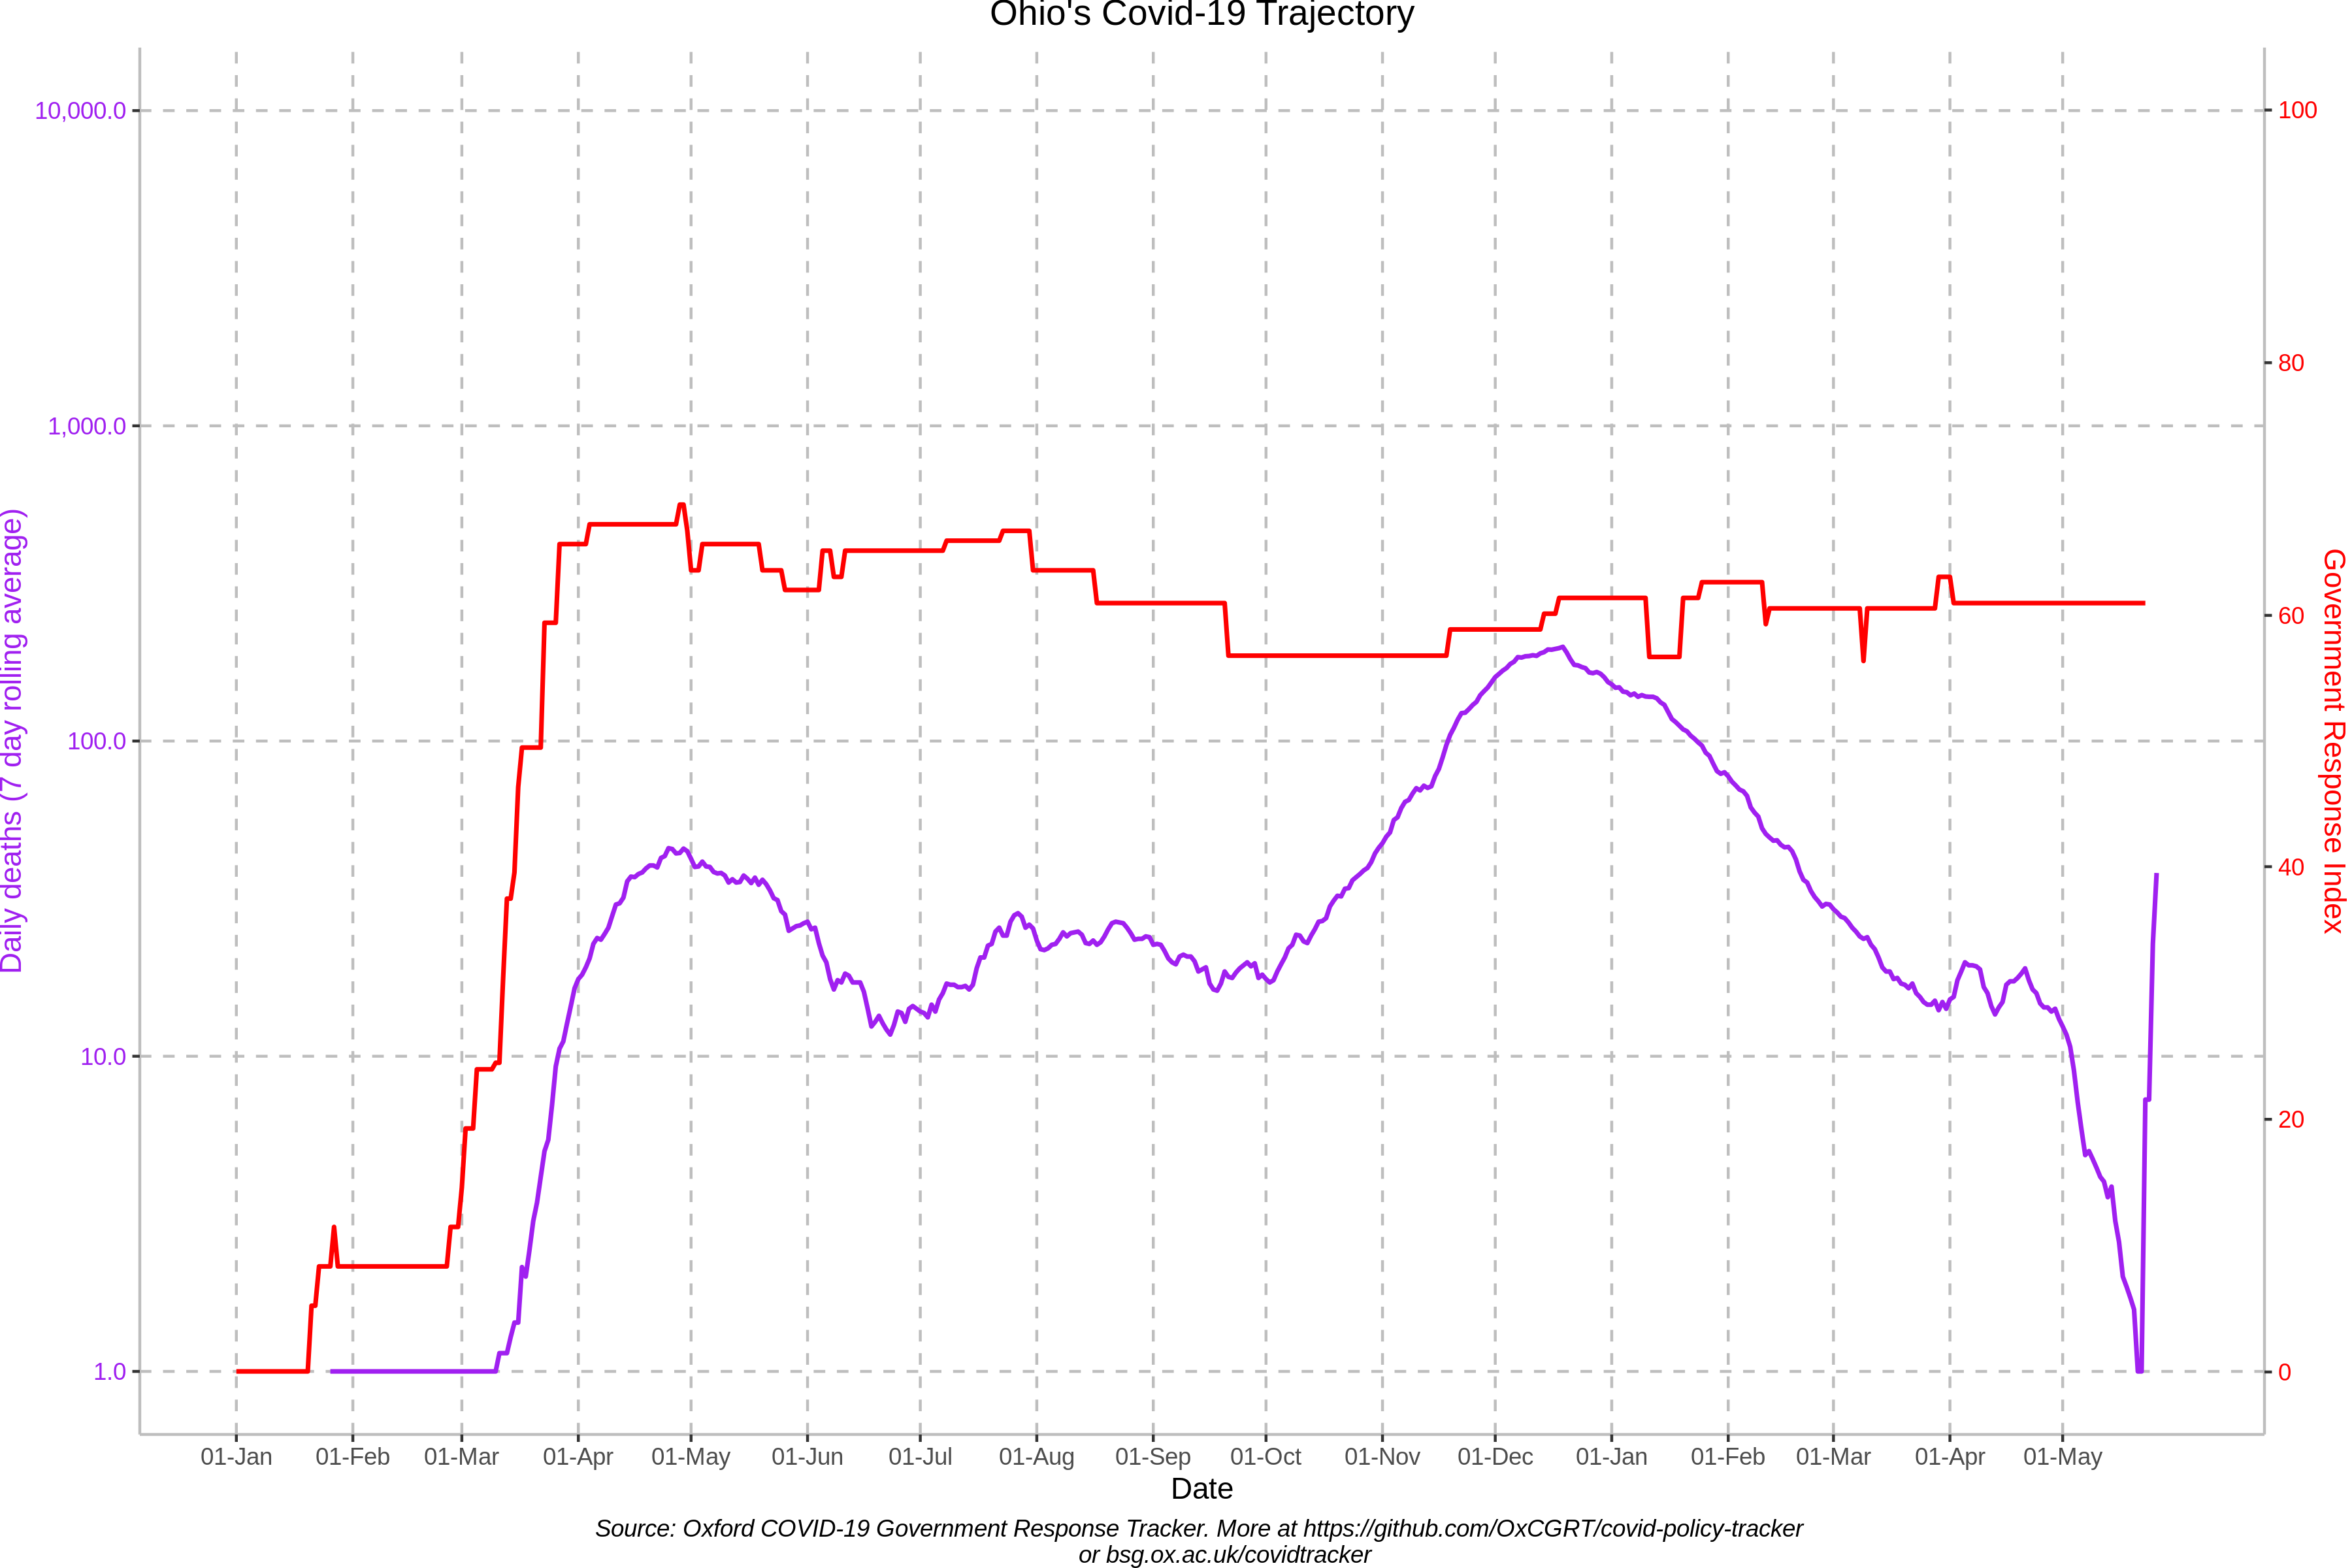 Ohio's Covid-19 Trajectory
10,000.0
1,000.0
100.0
10.0
1.0
Daily deaths (7 day rolling average)
100
80
60
40
20
0
Government Response Index
01-Jan 01-Feb 01-Mar 01-Apr 01-May 01-Jun 01-Jul 01-Aug 01-Sep 01-Oct 01-Nov 01-Dec 01-Jan 01-Feb 01-Mar 01-Apr 01-May
Date
Source: Oxford COVID-19 Government Response Tracker. More at https://github.com/OxCGRT/covid-policy-tracker
or bsg.ox.ac.uk/covidtracker